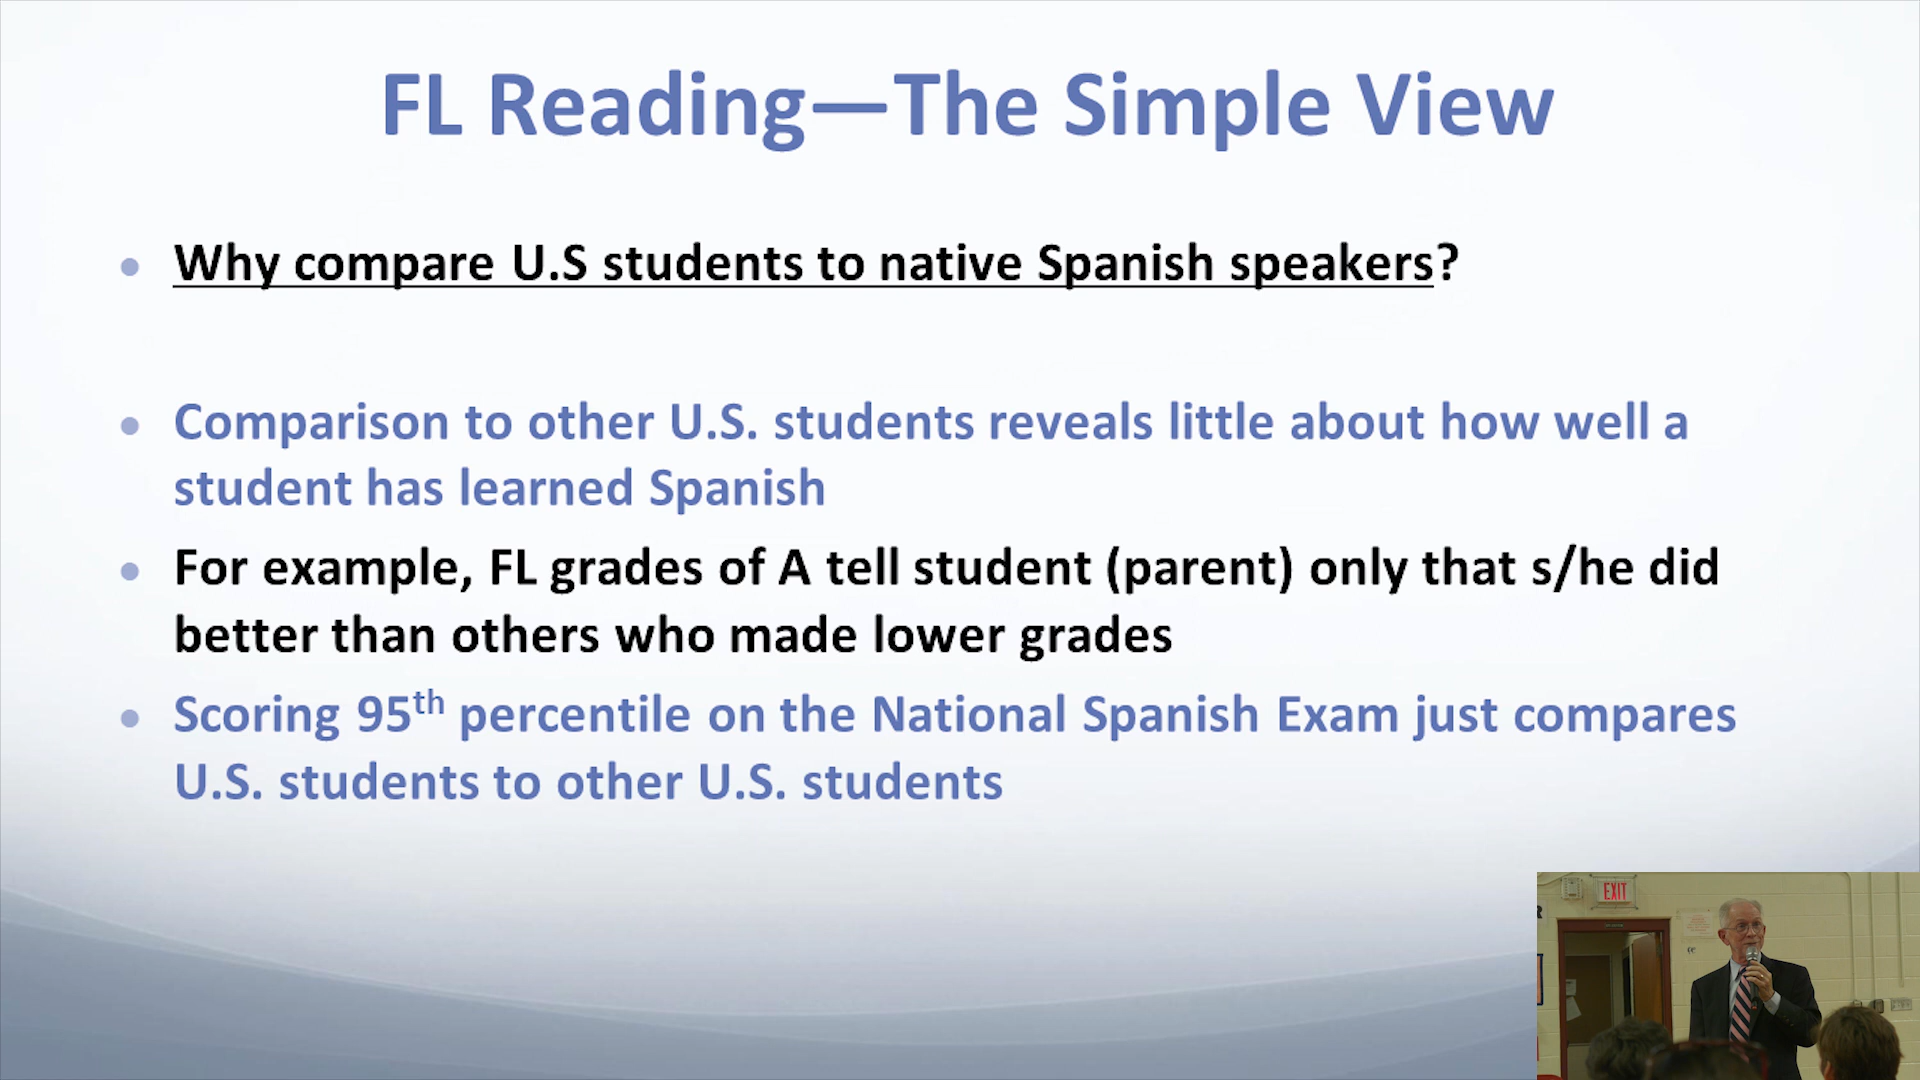 FL Reading—The Simple View
Why compare U.S students to native Spanish speakers?
Comparison to other U.S. students reveals little about how well a
student has learned Spanish
For example, FL grades of A tell student (parent) only that s/he did
better than others who made lower grades
Scoring 95th percentile on the National Spanish Exam just compares
U.S. students to other U.S. students
EXIT